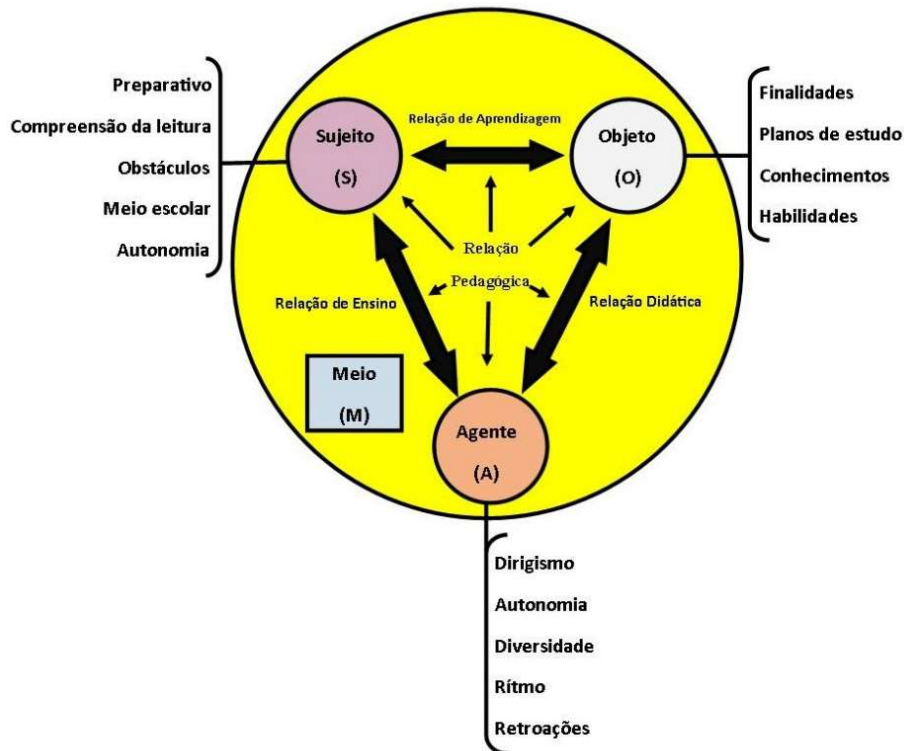 Preparativo
Compreensão da leitura
Obstáculos
Meio escolar
Autonomia
Sujeito
(S)
Relação de Aprendizagem
Objeto
(O)
Finalidades
Planos de estudo
Conhecimentos
Habilidades
Relação
Pedagógica
Relação de Ensino
Relação Didática
Meio
(M)
Agente
(A)
Dirigismo
Autonomia
Diversidade
Rítmo
Retroações